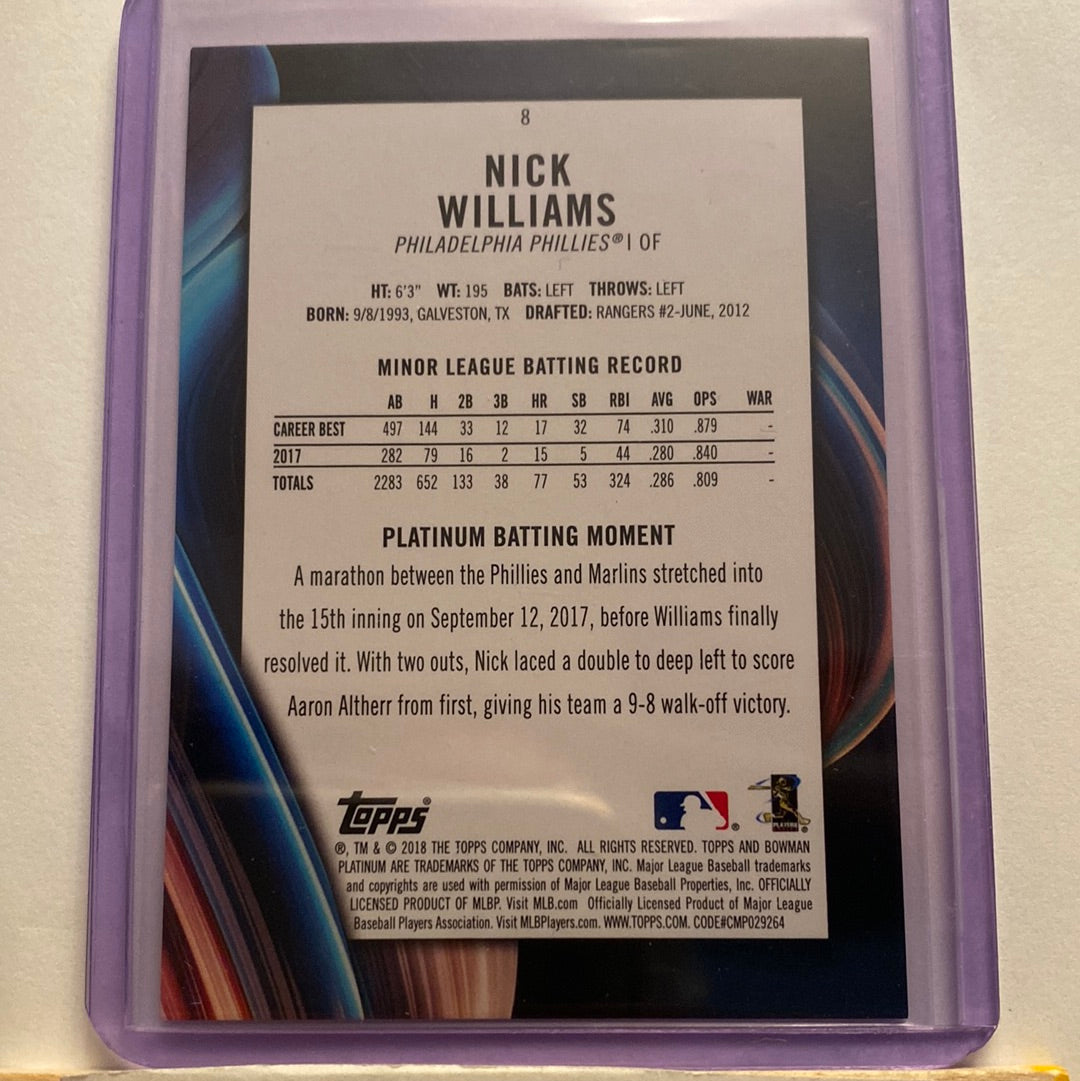 8
NICK
WILLIAMS
PHILADELPHIA PHILLIES® | OF
HT: 6'3" WT: 195 BATS: LEFT THROWS: LEFT
BORN: 9/8/1993, GALVESTON, TX DRAFTED: RANGERS #2-JUNE, 2012
MINOR LEAGUE BATTING RECORD
AB H 2B 3B HR SB RBI AVG OPS WAR
CAREER BEST 497 144 33 12 17 32 74 .310 .879 -
2017 282 79 16 2 15 5 44 .280 .840 -
TOTALS 2283 652 133 38 77 53 324 .286 .809 -
PLATINUM BATTING MOMENT
A marathon between the Phillies and Marlins stretched into
the 15th inning on September 12, 2017, before Williams finally
resolved it. With two outs, Nick laced a double to deep left to score
Aaron Altherr from first, giving his team a 9-8 walk-off victory.
topps® ® PLAYERS ®
®, TM & © 2018 THE TOPPS COMPANY, INC. ALL RIGHTS RESERVED. TOPPS AND BOWMAN
PLATINUM ARE TRADEMARKS OF THE TOPPS COMPANY, INC. Major League Baseball trademarks
and copyrights are used with permission of Major League Baseball Properties, Inc. OFFICIALLY
LICENSED PRODUCT OF MLBP. Visit MLB.com Officially Licensed Product of Major League
Baseball Players Association. Visit MLBPlayers.com. WWW.TOPPS.COM. CODE#CMP029264